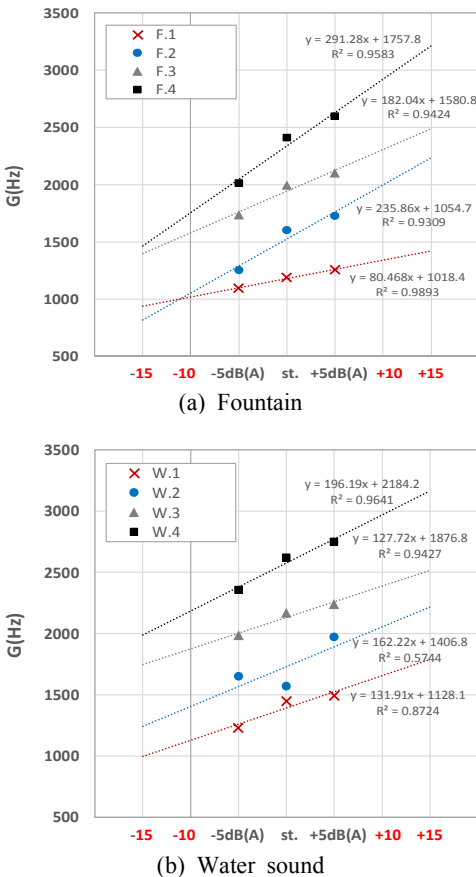 F.1
F.2
F.3
F.4
y = 291.28x + 1757.8
R² = 0.9583
y = 182.04x + 1580.8
R² = 0.9424
y = 235.86x + 1054.7
R² = 0.9309
y = 80.468x + 1018.4
R² = 0.9893
G(Hz)
3500
3000
2500
2000
1500
1000
500
-15 -10 -5dB(A) st. +5dB(A) +10 +15
(a) Fountain
W.1
W.2
W.3
W.4
y = 196.19x + 2184.2
R² = 0.9641
y = 127.72x + 1876.8
R² = 0.9427
y = 162.22x + 1406.8
R² = 0.5744
y = 131.91x + 1128.1
R² = 0.8724
G(Hz)
3500
3000
2500
2000
1500
1000
500
-15 -10 -5dB(A) st. +5dB(A) +10 +15
(b) Water sound